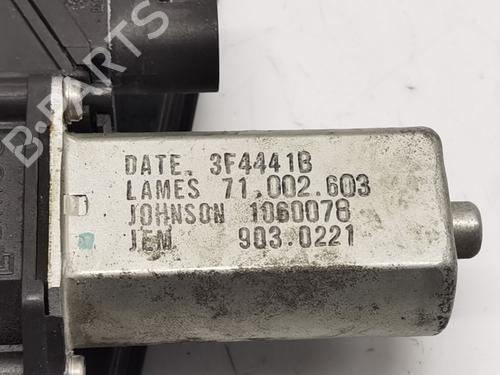 B-PARTS
DATE. 3F4441B
LAMES 71.002.603
JOHNSON 1060078
JEM 903.0221